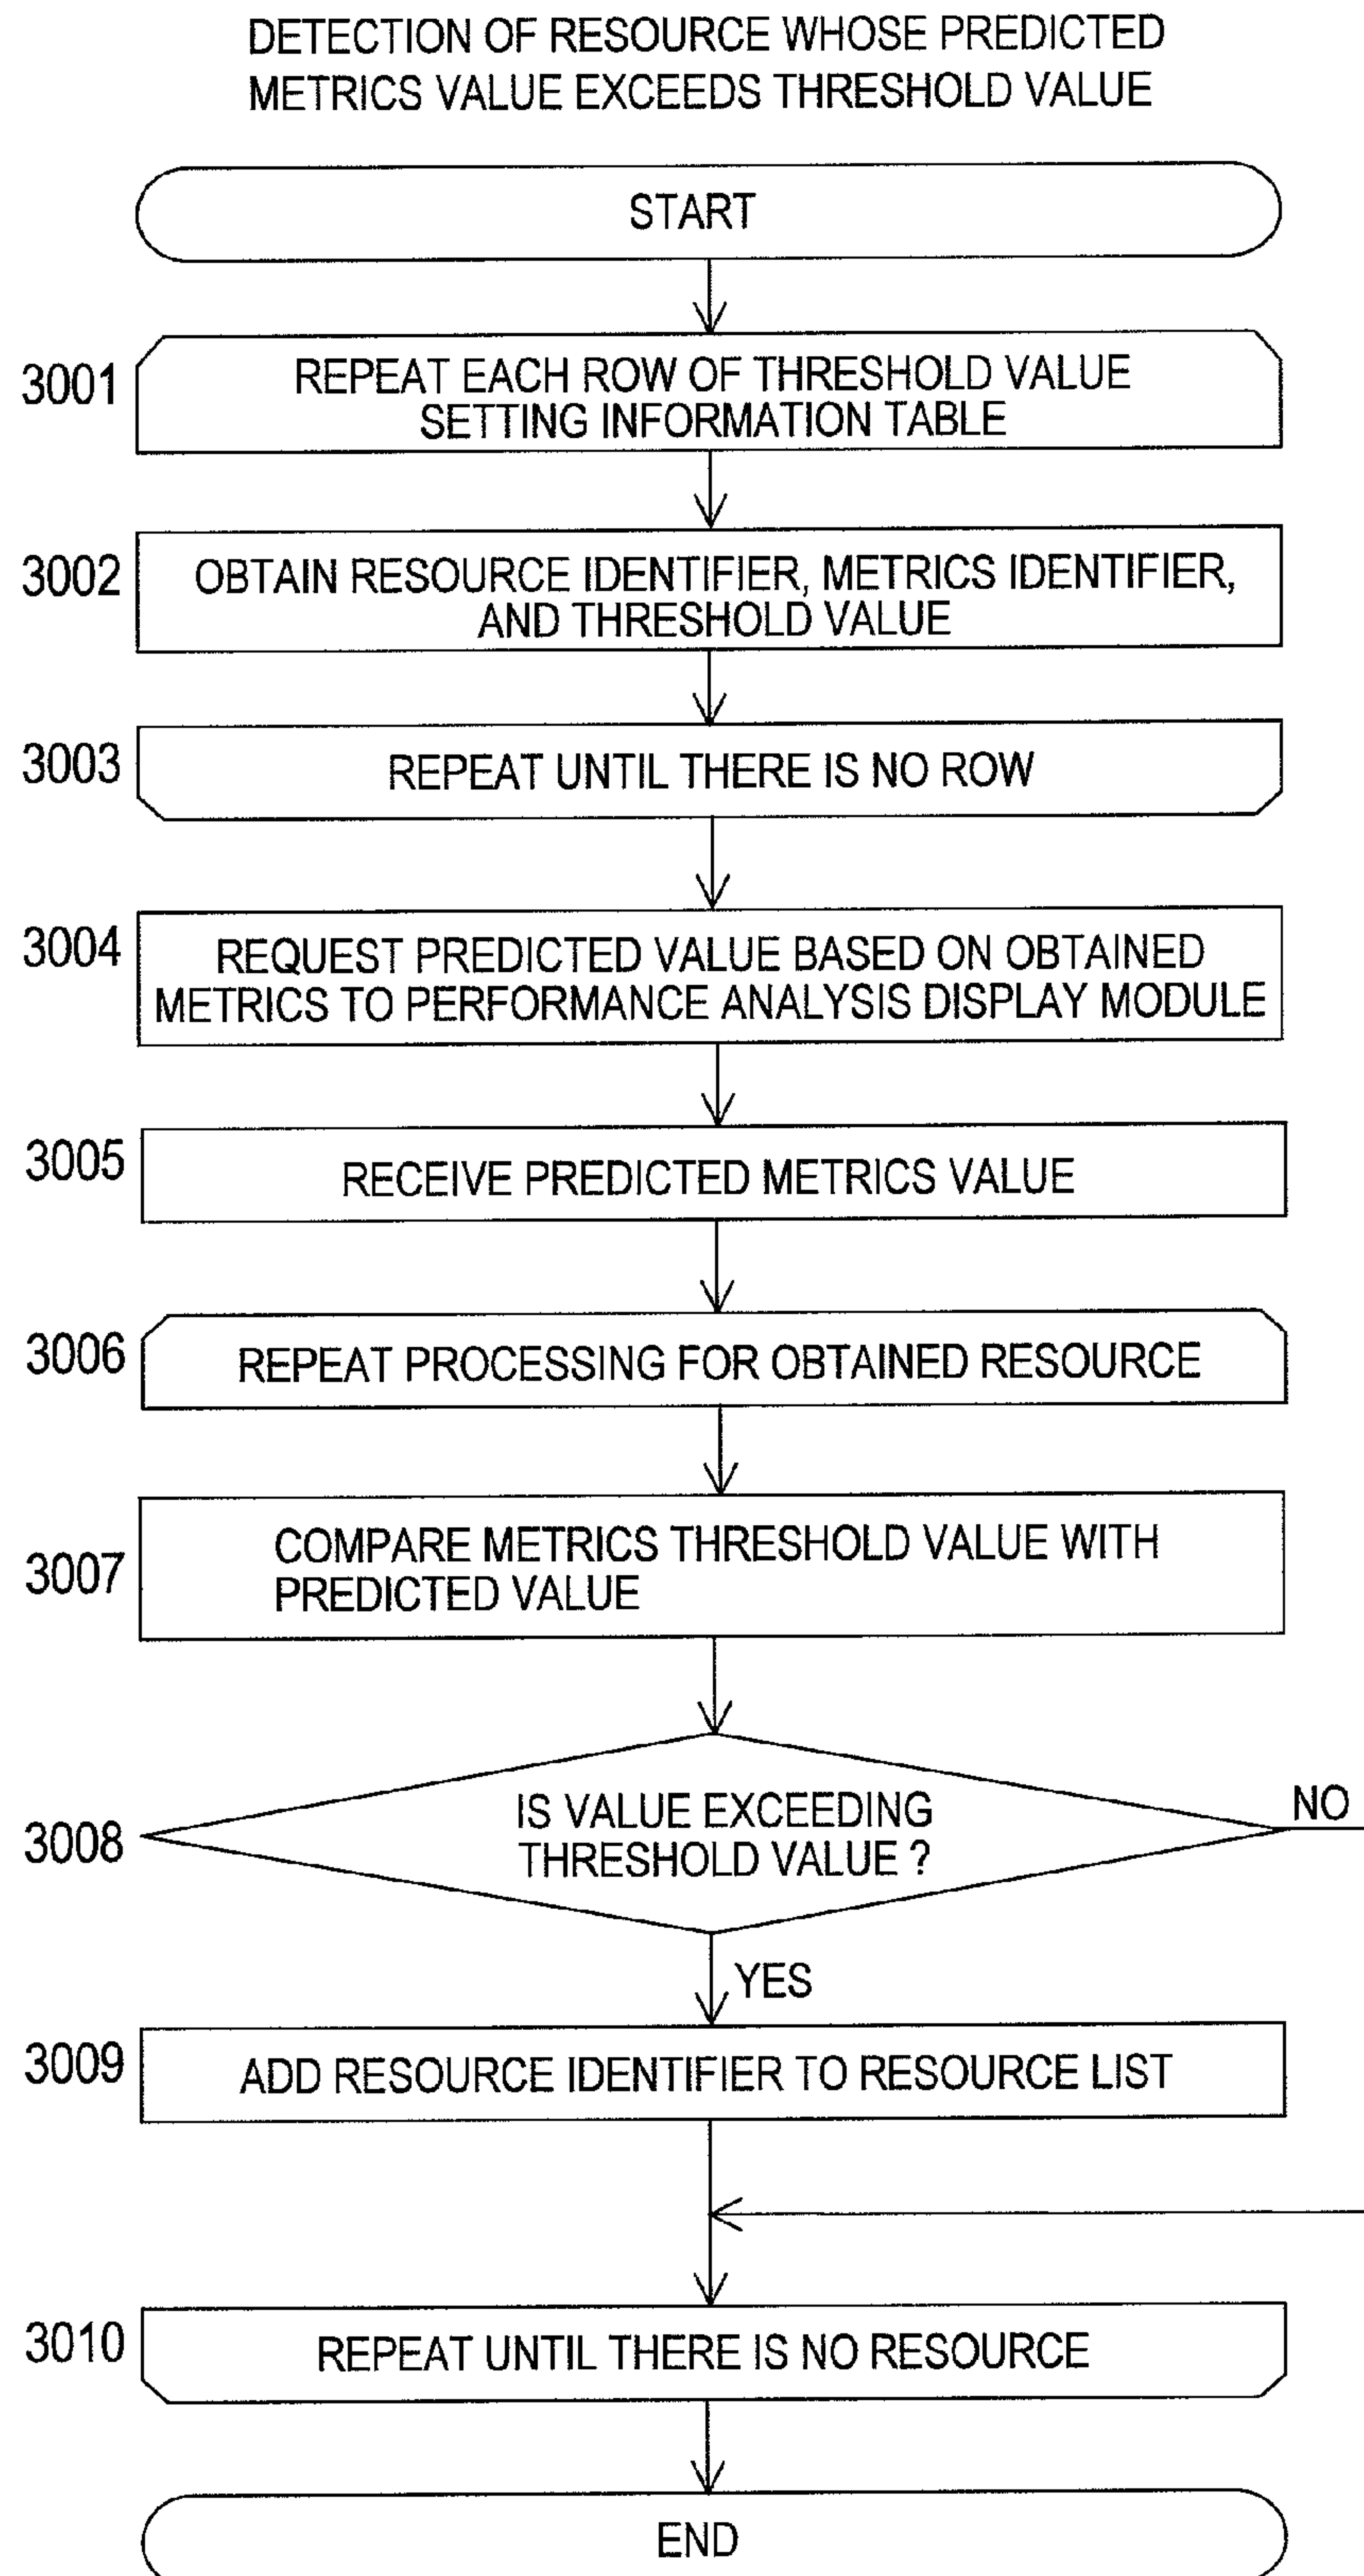 DETECTION OF RESOURCE WHOSE PREDICTED
METRICS VALUE EXCEEDS THRESHOLD VALUE
START
3001
REPEAT EACH ROW OF THRESHOLD VALUE
SETTING INFORMATION TABLE
3002
OBTAIN RESOURCE IDENTIFIER, METRICS IDENTIFIER,
AND THRESHOLD VALUE
3003
REPEAT UNTIL THERE IS NO ROW
3004
REQUEST PREDICTED VALUE BASED ON OBTAINED
METRICS TO PERFORMANCE ANALYSIS DISPLAY MODULE
3005
RECEIVE PREDICTED METRICS VALUE
3006
REPEAT PROCESSING FOR OBTAINED RESOURCE
3007
COMPARE METRICS THRESHOLD VALUE WITH
PREDICTED VALUE
3008
IS VALUE EXCEEDING
THRESHOLD VALUE ?
NO
YES
3009
ADD RESOURCE IDENTIFIER TO RESOURCE LIST
3010
REPEAT UNTIL THERE IS NO RESOURCE
END